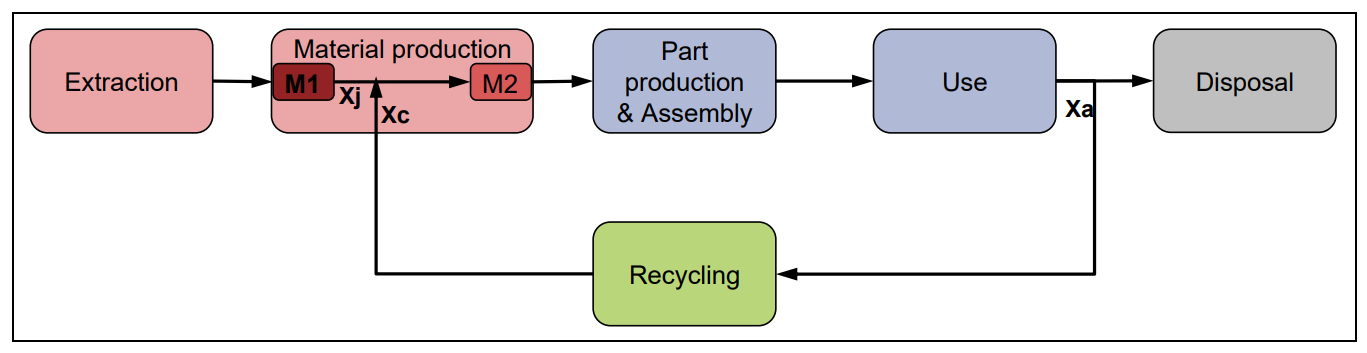 Extraction
Material production
M1
Xj
Xc
M2
Part
production
& Assembly
Use
Xa
Disposal
Recycling